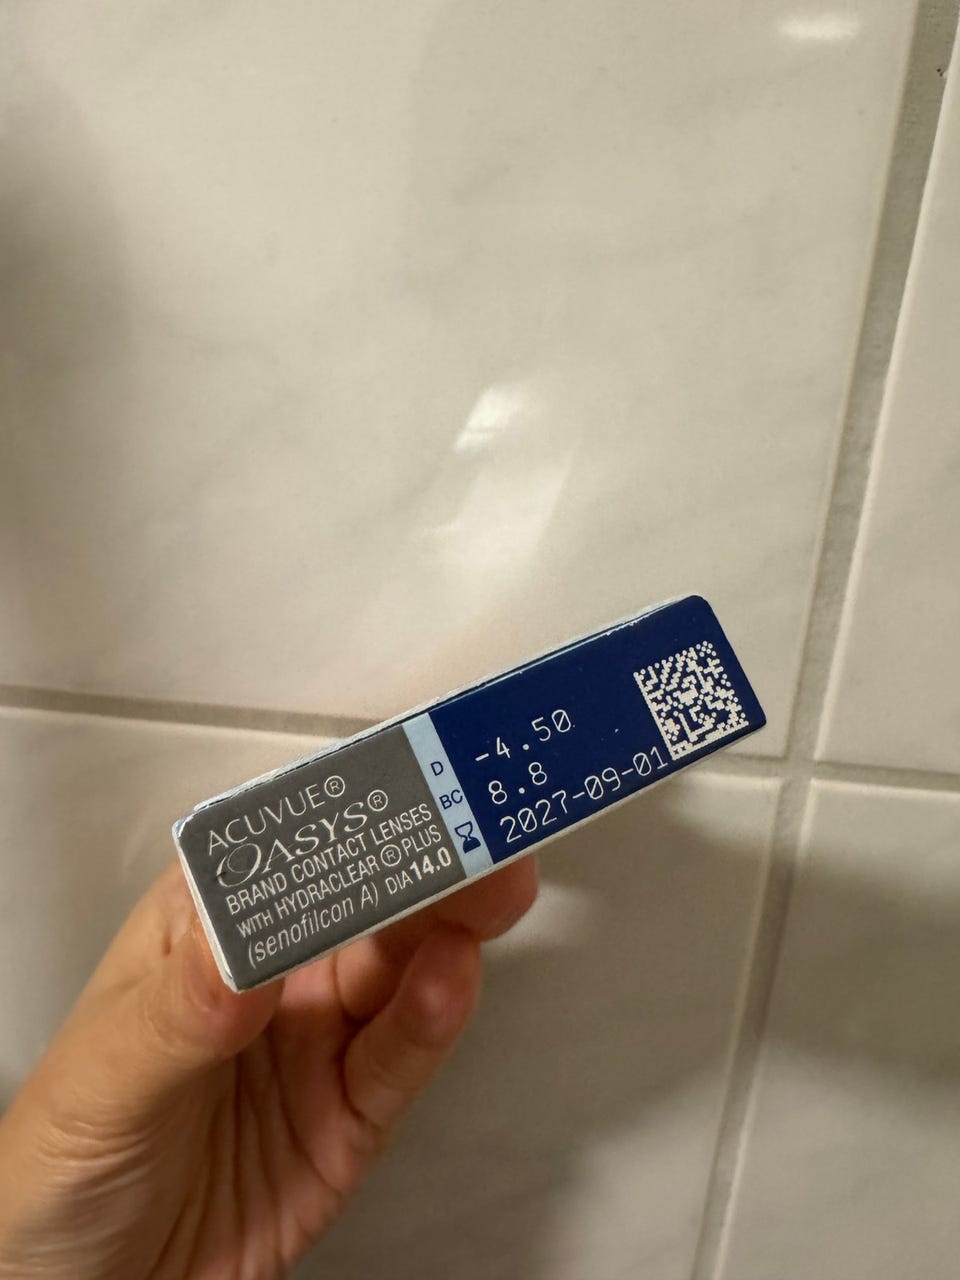 ACUVUE®
OASYS®
BRAND CONTACT LENSES
WITH HYDRACLEAR® PLUS
(senofilcon A) DIA 14.0
D -4.50
BC 8.8
2027-09-01